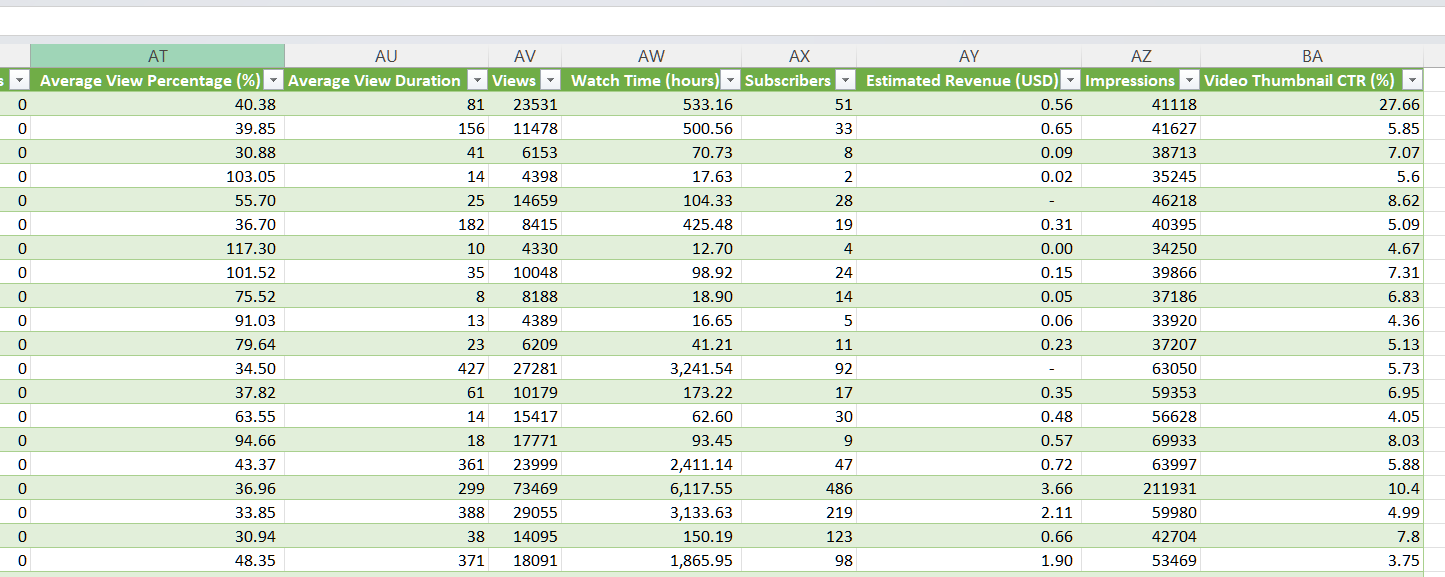 AT AU AV AW AX AY AZ BA
s Average View Percentage (%) Average View Duration Views Watch Time (hours) Subscribers Estimated Revenue (USD) Impressions Video Thumbnail CTR (%)
0 40.38 81 23531 533.16 51 0.56 41118 27.66
0 39.85 156 11478 500.56 33 0.65 41627 5.85
0 30.88 41 6153 70.73 8 0.09 38713 7.07
0 103.05 14 4398 17.63 2 0.02 35245 5.6
0 55.70 25 14659 104.33 28 - 46218 8.62
0 36.70 182 8415 425.48 19 0.31 40395 5.09
0 117.30 10 4330 12.70 4 0.00 34250 4.67
0 101.52 35 10048 98.92 24 0.15 39866 7.31
0 75.52 8 8188 18.90 14 0.05 37186 6.83
0 91.03 13 4389 16.65 5 0.06 33920 4.36
0 79.64 23 6209 41.21 11 0.23 37207 5.13
0 34.50 427 27281 3,241.54 92 - 63050 5.73
0 37.82 61 10179 173.22 17 0.35 59353 6.95
0 63.55 14 15417 62.60 30 0.48 56628 4.05
0 94.66 18 17771 93.45 9 0.57 69933 8.03
0 43.37 361 23999 2,411.14 47 0.72 63997 5.88
0 36.96 299 73469 6,117.55 486 3.66 211931 10.4
0 33.85 388 29055 3,133.63 219 2.11 59980 4.99
0 30.94 38 14095 150.19 123 0.66 42704 7.8
0 48.35 371 18091 1,865.95 98 1.90 53469 3.75